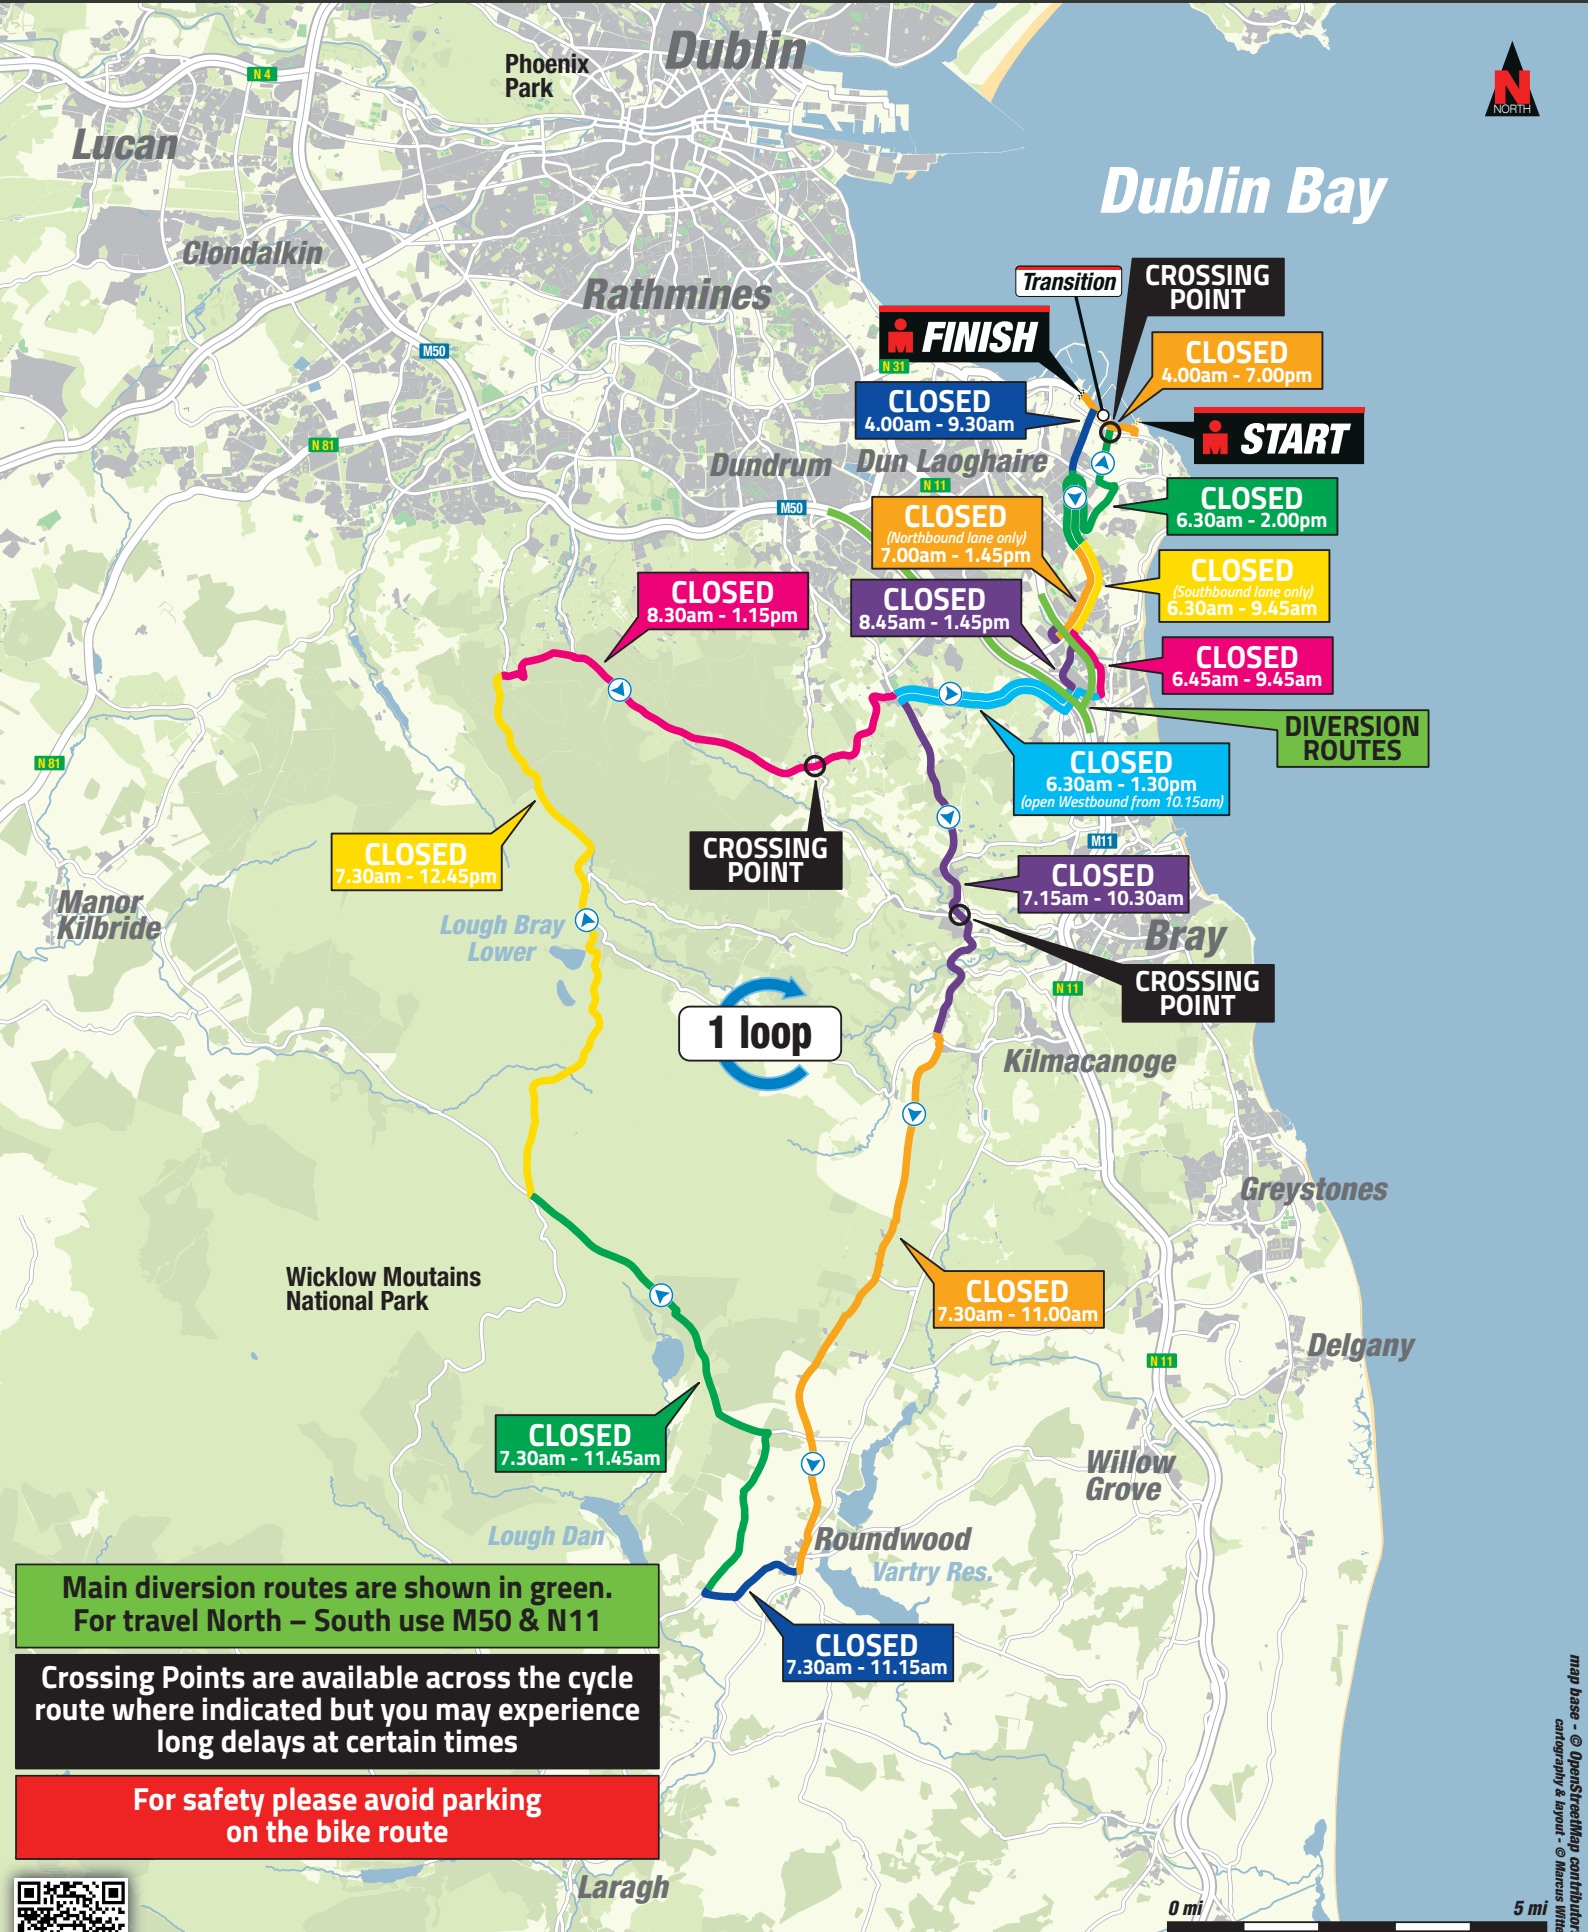 Dublin
Phoenix
Park
N 4
Lucan
N
NORTH
Dublin Bay
Clondalkin
Rathmines
Transition
CROSSING
POINT
FINISH
CLOSED
4.00am - 7.00pm
M50
N 31
CLOSED
4.00am - 9.30am
START
N 81
Dundrum
Dun Laoghaire
N 11
M50
CLOSED
6.30am - 2.00pm
CLOSED
(Northbound lane only)
7.00am - 1.45pm
CLOSED
(Southbound lane only)
6.30am - 9.45am
CLOSED
8.30am - 1.15pm
CLOSED
8.45am - 1.45pm
CLOSED
6.45am - 9.45am
DIVERSION
ROUTES
N 81
CLOSED
6.30am - 1.30pm
(open Westbound from 10.15am)
CLOSED
7.30am - 12.45pm
CROSSING
POINT
M11
CLOSED
7.15am - 10.30am
Manor
Kilbride
Lough Bray
Lower
Bray
CROSSING
POINT
N 11
1 loop
Kilmacanoge
Greystones
Wicklow Moutains
National Park
CLOSED
7.30am - 11.00am
Delgany
N 11
CLOSED
7.30am - 11.45am
Willow
Grove
Lough Dan
Roundwood
Vartry Res.
Main diversion routes are shown in green.
For travel North – South use M50 & N11
CLOSED
7.30am - 11.15am
Crossing Points are available across the cycle
route where indicated but you may experience
long delays at certain times
For safety please avoid parking
on the bike route
Laragh
0 mi
5 mi
map base - © OpenStreetMap contributor
cartography & layout - © Marcus Witte